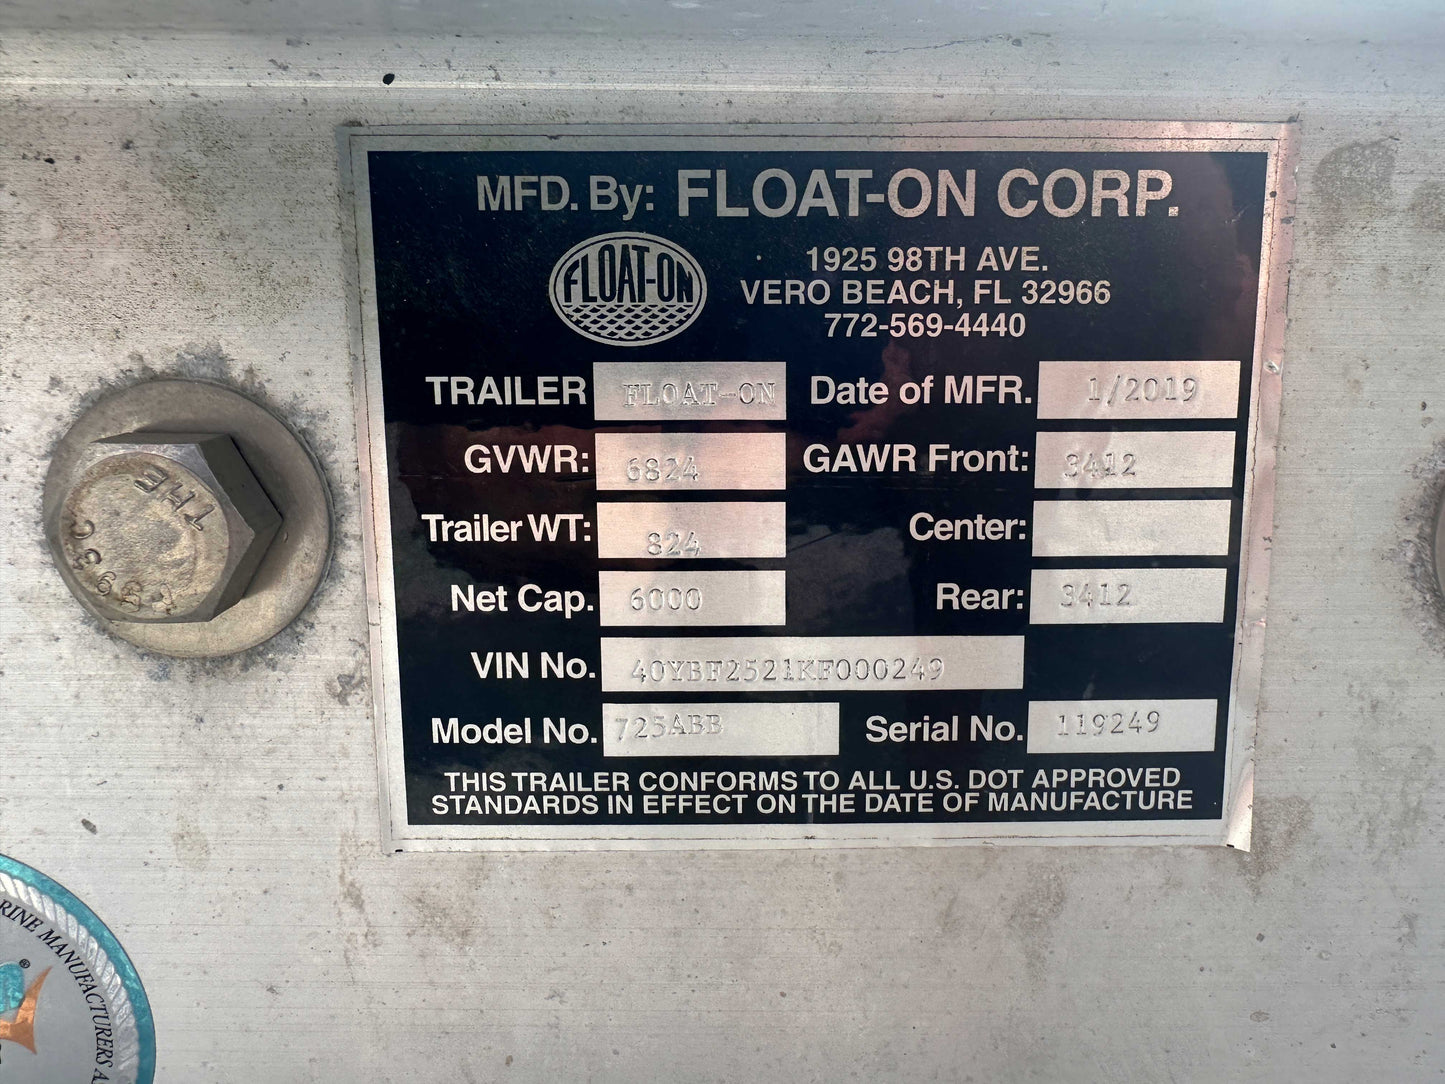 MFD. By: FLOAT-ON CORP.
FLOAT-ON
1925 98TH AVE.
VERO BEACH, FL 32966
772-569-4440
TRAILER FLOAT-ON Date of MFR. 1/2019
GVWR: 6824 GAWR Front: 3412
Trailer WT: 824 Center:
Net Cap. 6000 Rear: 3412
VIN No. 40YBF2521KF000249
Model No. 725ABB Serial No. 119249
THIS TRAILER CONFORMS TO ALL U.S. DOT APPROVED
STANDARDS IN EFFECT ON THE DATE OF MANUFACTURE
THE
RINE MANUFACTURERS A
®